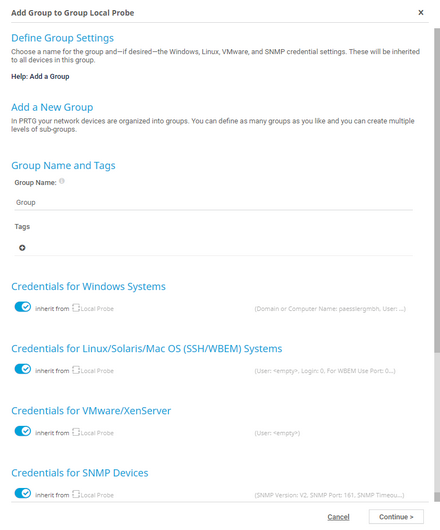 Add Group to Group Local Probe
×
Define Group Settings
Choose a name for the group and—if desired—the Windows, Linux, VMware, and SNMP credential settings. These will be inherited
to all devices in this group.
Help: Add a Group
Add a New Group
In PRTG your network devices are organized into groups. You can define as many groups as you like and you can create multiple
levels of sub-groups.
Group Name and Tags
Group Name:
Group
Tags
Credentials for Windows Systems
inherit from Local Probe (Domain or Computer Name: paesslergmbh, User: ...)
Credentials for Linux/Solaris/Mac OS (SSH/WBEM) Systems
inherit from Local Probe (User: <empty>, Login: 0, For WBEM Use Port: 0...)
Credentials for VMware/XenServer
inherit from Local Probe (User: <empty>)
Credentials for SNMP Devices
inherit from Local Probe (SNMP Version: V2, SNMP Port: 161, SNMP Timeou...)
Cancel
Continue >